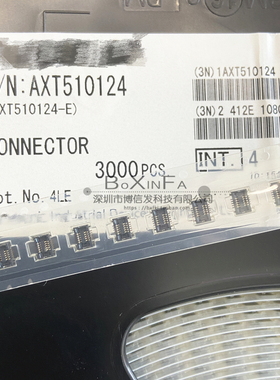 /N:AXT510124
XT510124-E)
(3N)1AXT510124
(3N)2 412E 1080
ONNECTOR
3000PCS
INT. 4
BoXinFa
深圳市博信发科技有限公司
ot. No. 4LE